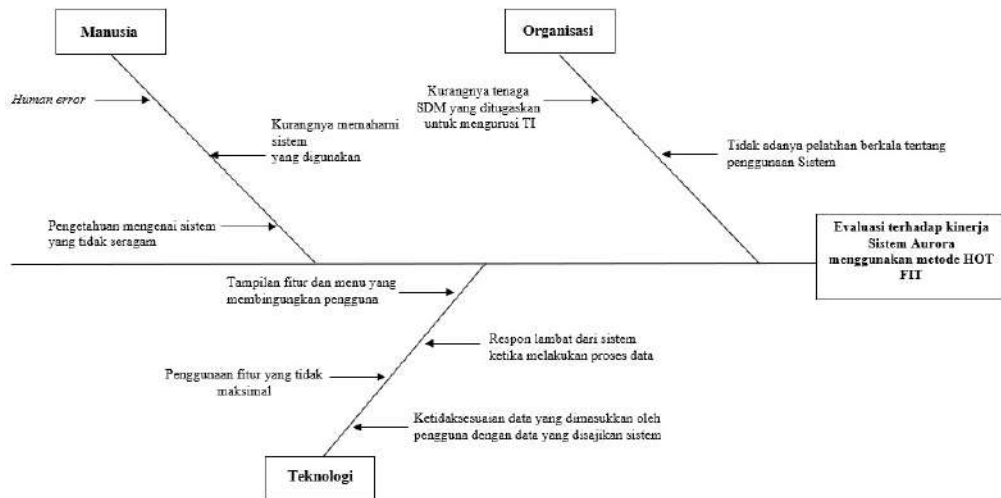 Manusia
Organisasi
Human error
Kurangnya memahami
sistem
yang digunakan
Pengetahuan mengenai sistem
yang tidak seragam
Kurangnya tenaga
SDM yang ditugaskan
untuk mengurusi TI
Tidak adanya pelatihan berkala tentang
penggunaan Sistem
Evaluasi terhadap kinerja
Sistem Aurora
menggunakan metode HOT
FIT
Tampilan fitur dan menu yang
membingungkan pengguna
Respon lambat dari sistem
ketika melakukan proses data
Penggunaan fitur yang tidak
maksimal
Ketidaksesuaian data yang dimasukkan oleh
pengguna dengan data yang disajikan sistem
Teknologi